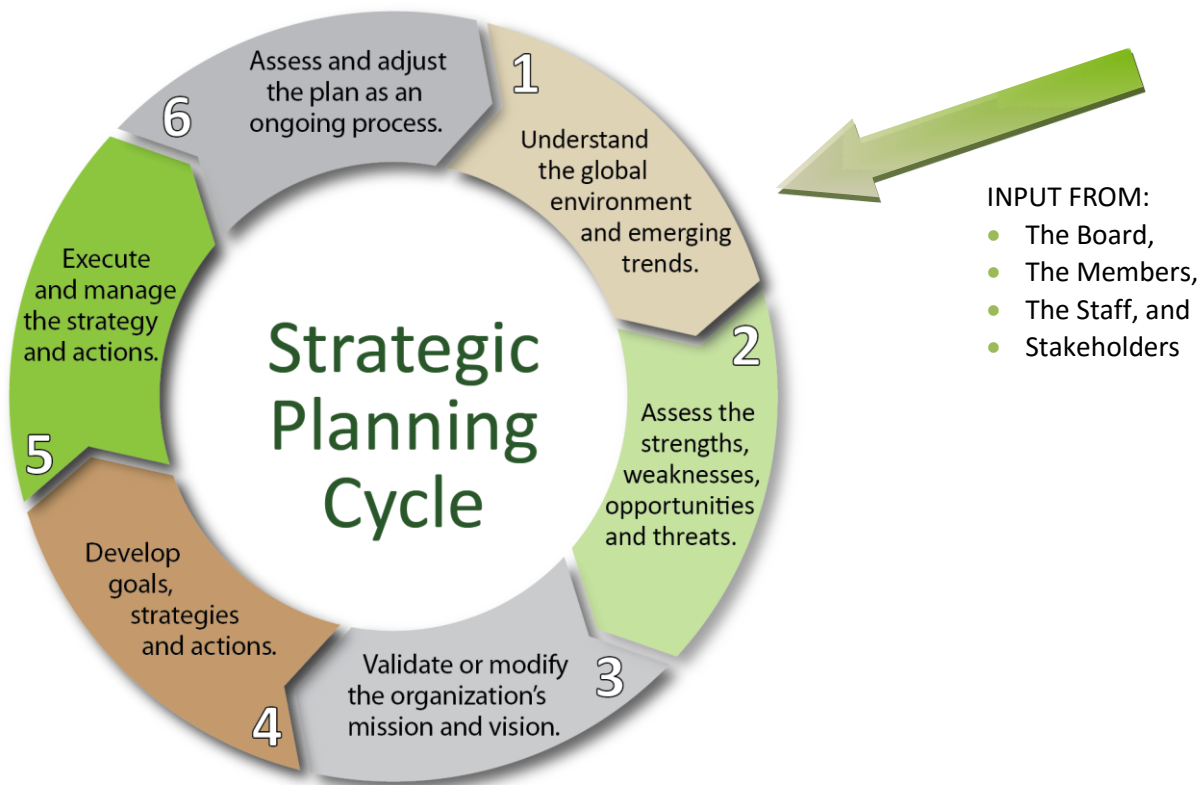 1
Understand
the global
environment
and emerging
trends.
2
Assess the
strengths,
weaknesses,
opportunities
and threats.
3
Validate or modify
the organization’s
mission and vision.
4
Develop
goals,
strategies
and actions.
5
Execute
and manage
the strategy
and actions.
6
Assess and adjust
the plan as an
ongoing process.
Strategic
Planning
Cycle
INPUT FROM:
• The Board,
• The Members,
• The Staff, and
• Stakeholders